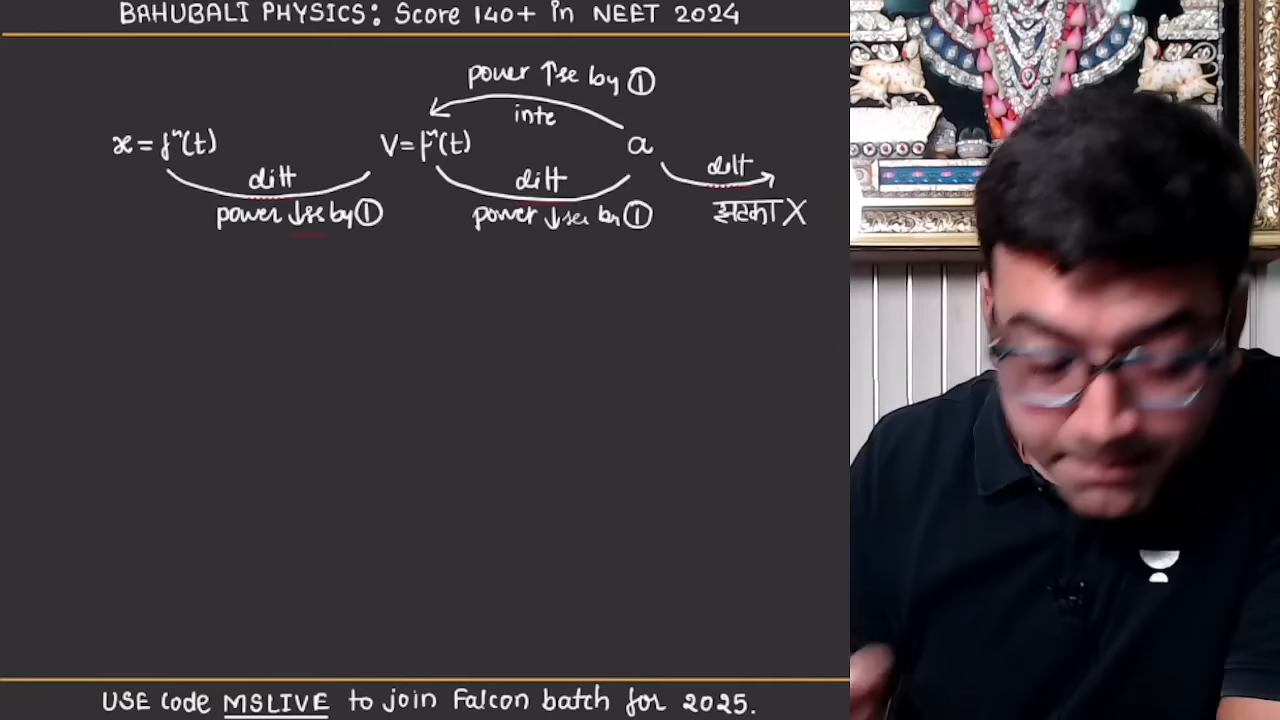 BAHUBALI PHYSICS: Score 140+ in NEET 2024
power ↑se by ①
inte
x = fⁿ(t) V = fⁿ(t) a
diff diff diff
power ↓se by ① power ↓se by ① झटका X
USE Code MSLIVE to join Falcon batch for 2025.